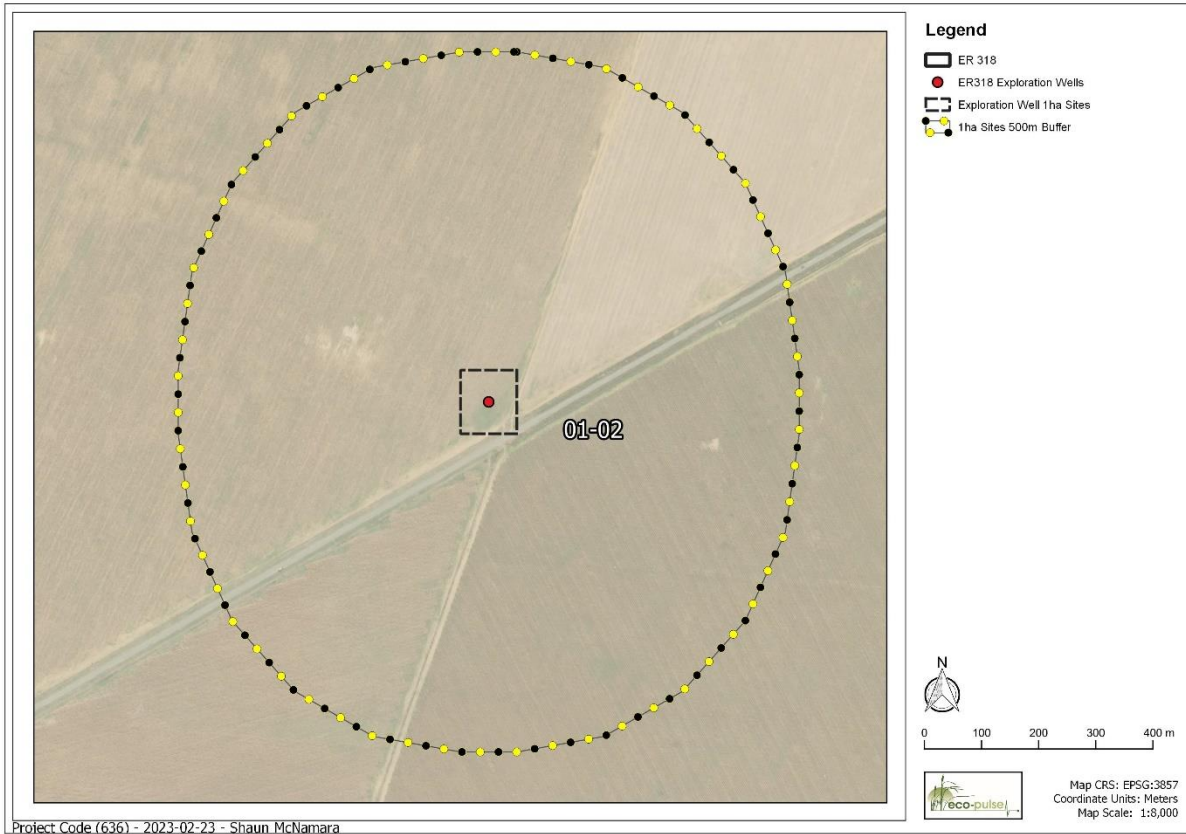 Legend
ER 318
ER318 Exploration Wells
Exploration Well 1ha Sites
1ha Sites 500m Buffer
01-02
N
0 100 200 300 400 m
eco-pulse
Map CRS: EPSG:3857
Coordinate Units: Meters
Map Scale: 1:8,000
Project Code (636) - 2023-02-23 - Shaun McNamara